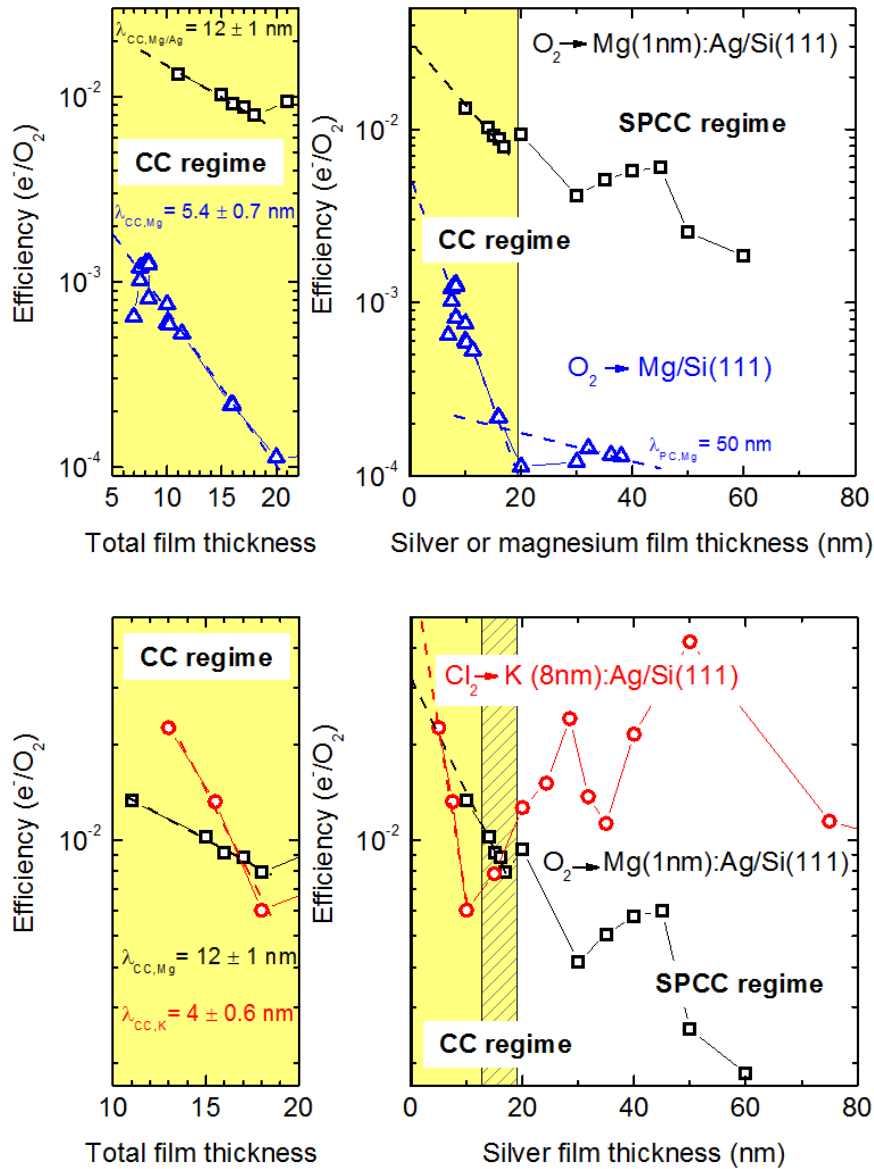 λCC,Mg/Ag = 12 ± 1 nm
10⁻²
CC regime
λCC,Mg = 5.4 ± 0.7 nm
10⁻³
10⁻⁴
5 10 15 20
Efficiency (e⁻/O₂)
Total film thickness
O₂→ Mg(1nm):Ag/Si(111)
10⁻²
SPCC regime
CC regime
10⁻³
O₂→ Mg/Si(111)
λPC,Mg = 50 nm
10⁻⁴
0 20 40 60 80
Efficiency (e⁻/O₂)
Silver or magnesium film thickness (nm)
CC regime
10⁻²
λCC,Mg = 12 ± 1 nm
λCC,K = 4 ± 0.6 nm
10 15 20
Efficiency (e⁻/O₂)
Total film thickness
Cl₂→ K (8nm):Ag/Si(111)
10⁻²
O₂→Mg(1nm):Ag/Si(111)
SPCC regime
CC regime
0 20 40 60 80
Efficiency (e⁻/O₂)
Silver film thickness (nm)